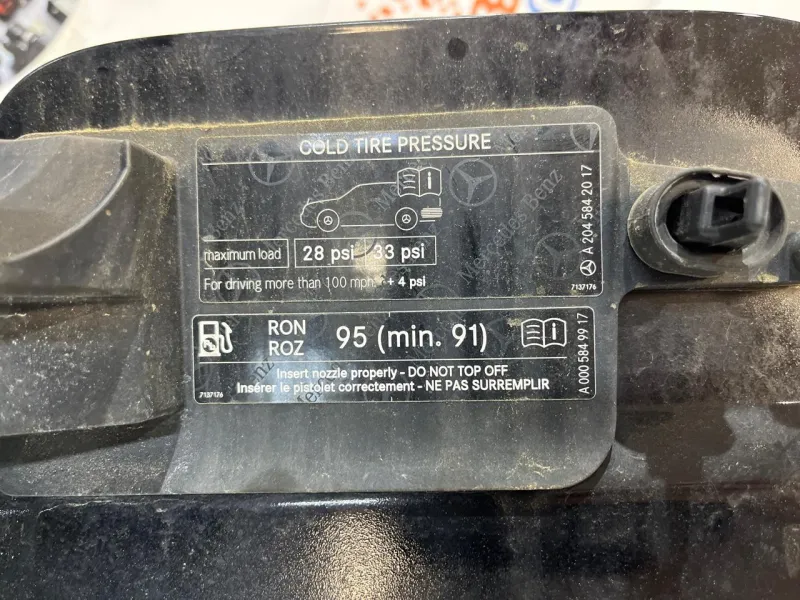 COLD TIRE PRESSURE
maximum load
28 psi
33 psi
For driving more than 100 mph: + 4 psi
A 204 584 20 17
7137176
RON
ROZ
95 (min. 91)
Insert nozzle properly - DO NOT TOP OFF
Insérer le pistolet correctement - NE PAS SURREMPLIR
7137176
A 000 584 99 17
Mercedes Benz